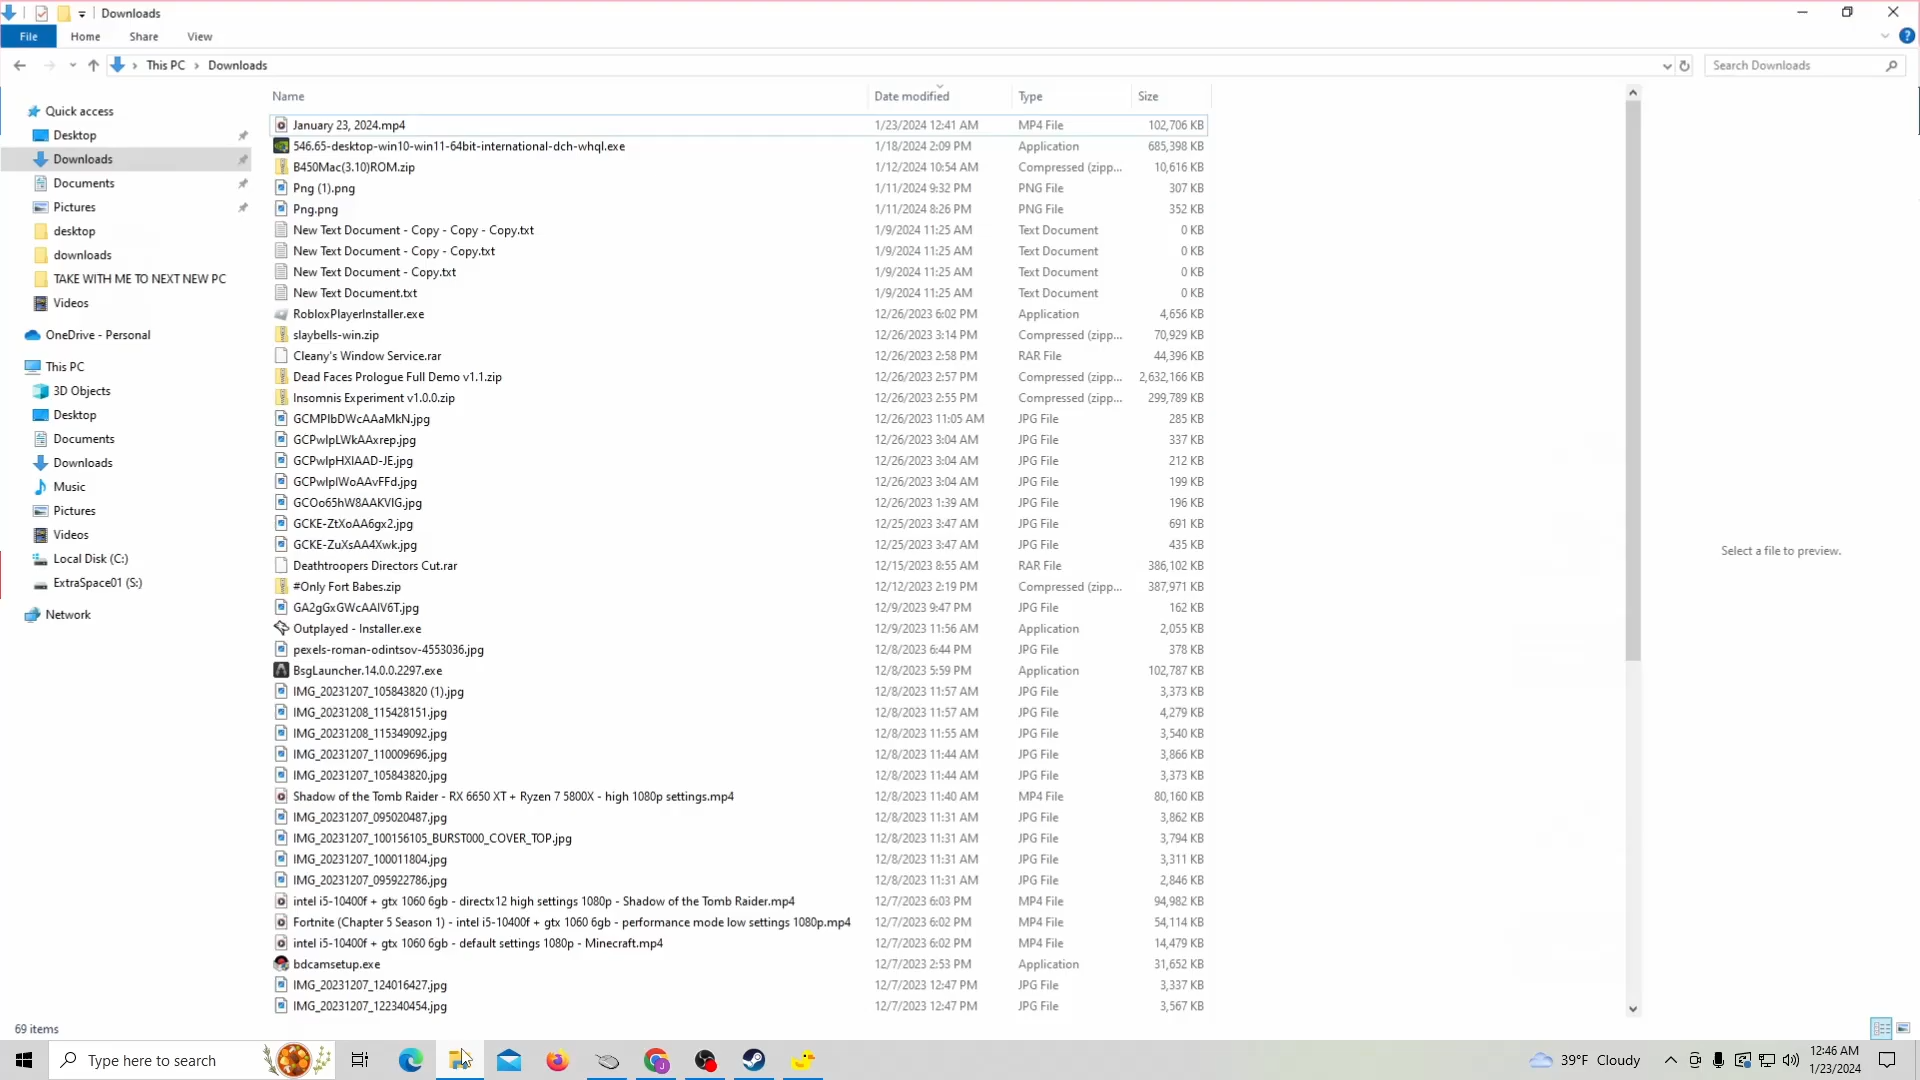 Downloads
File Home Share View
This PC Downloads Search Downloads
Name Date modified Type Size
Quick access
Desktop
Downloads
Documents
Pictures
desktop
downloads
TAKE WITH ME TO NEXT NEW PC
Videos
OneDrive - Personal
This PC
3D Objects
Desktop
Documents
Downloads
Music
Pictures
Videos
Local Disk (C:)
ExtraSpace01 (S:)
Network
January 23, 2024.mp4 1/23/2024 12:41 AM MP4 File 102,706 KB
546.65-desktop-win10-win11-64bit-international-dch-whql.exe 1/18/2024 2:09 PM Application 685,398 KB
B450Mac(3.10)ROM.zip 1/12/2024 10:54 AM Compressed (zipp... 10,616 KB
Png (1).png 1/11/2024 9:32 PM PNG File 307 KB
Png.png 1/11/2024 8:26 PM PNG File 352 KB
New Text Document - Copy - Copy - Copy.txt 1/9/2024 11:25 AM Text Document 0 KB
New Text Document - Copy - Copy.txt 1/9/2024 11:25 AM Text Document 0 KB
New Text Document - Copy.txt 1/9/2024 11:25 AM Text Document 0 KB
New Text Document.txt 1/9/2024 11:25 AM Text Document 0 KB
RobloxPlayerInstaller.exe 12/26/2023 6:02 PM Application 4,656 KB
slaybells-win.zip 12/26/2023 3:14 PM Compressed (zipp... 70,929 KB
Cleany's Window Service.rar 12/26/2023 2:58 PM RAR File 44,396 KB
Dead Faces Prologue Full Demo v1.1.zip 12/26/2023 2:57 PM Compressed (zipp... 2,632,166 KB
Insomnis Experiment v1.0.0.zip 12/26/2023 2:55 PM Compressed (zipp... 299,789 KB
GCMPIbDWcAAaMkN.jpg 12/26/2023 11:05 AM JPG File 285 KB
GCPwIpLWkAAxrep.jpg 12/26/2023 3:04 AM JPG File 337 KB
GCPwIpHXIAAD-JE.jpg 12/26/2023 3:04 AM JPG File 212 KB
GCPwIpIWoAAvFFd.jpg 12/26/2023 3:04 AM JPG File 199 KB
GCOo65hW8AAKVIG.jpg 12/26/2023 1:39 AM JPG File 196 KB
GCKE-ZtXoAA6gx2.jpg 12/25/2023 3:47 AM JPG File 691 KB
GCKE-ZuXsAA4Xwk.jpg 12/25/2023 3:47 AM JPG File 435 KB
Deathtroopers Directors Cut.rar 12/15/2023 8:55 AM RAR File 386,102 KB
#Only Fort Babes.zip 12/12/2023 2:19 PM Compressed (zipp... 387,971 KB
GA2gGxGWcAAIV6T.jpg 12/9/2023 9:47 PM JPG File 162 KB
Outplayed - Installer.exe 12/9/2023 11:56 AM Application 2,055 KB
pexels-roman-odintsov-4553036.jpg 12/8/2023 6:44 PM JPG File 378 KB
BsgLauncher.14.0.0.2297.exe 12/8/2023 5:59 PM Application 102,787 KB
IMG_20231207_105843820 (1).jpg 12/8/2023 11:57 AM JPG File 3,373 KB
IMG_20231208_115428151.jpg 12/8/2023 11:57 AM JPG File 4,279 KB
IMG_20231208_115349092.jpg 12/8/2023 11:55 AM JPG File 3,540 KB
IMG_20231207_110009696.jpg 12/8/2023 11:44 AM JPG File 3,866 KB
IMG_20231207_105843820.jpg 12/8/2023 11:44 AM JPG File 3,373 KB
Shadow of the Tomb Raider - RX 6650 XT + Ryzen 7 5800X - high 1080p settings.mp4 12/8/2023 11:40 AM MP4 File 80,160 KB
IMG_20231207_095020487.jpg 12/8/2023 11:31 AM JPG File 3,862 KB
IMG_20231207_100156105_BURST000_COVER_TOP.jpg 12/8/2023 11:31 AM JPG File 3,794 KB
IMG_20231207_100011804.jpg 12/8/2023 11:31 AM JPG File 3,311 KB
IMG_20231207_095922786.jpg 12/8/2023 11:31 AM JPG File 2,846 KB
intel i5-10400f + gtx 1060 6gb - directx12 high settings 1080p - Shadow of the Tomb Raider.mp4 12/7/2023 6:03 PM MP4 File 94,982 KB
Fortnite (Chapter 5 Season 1) - intel i5-10400f + gtx 1060 6gb - performance mode low settings 1080p.mp4 12/7/2023 6:02 PM MP4 File 54,114 KB
intel i5-10400f + gtx 1060 6gb - default settings 1080p - Minecraft.mp4 12/7/2023 6:02 PM MP4 File 14,479 KB
bdcamsetup.exe 12/7/2023 2:53 PM Application 31,652 KB
IMG_20231207_124016427.jpg 12/7/2023 12:47 PM JPG File 3,337 KB
IMG_20231207_122340454.jpg 12/7/2023 12:47 PM JPG File 3,567 KB
Select a file to preview.
69 items
Type here to search
39°F Cloudy
12:46 AM
1/23/2024